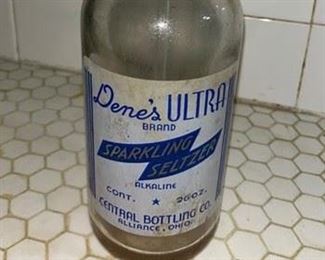 Dene's ULTRA
BRAND
SPARKLING
SELTZER
ALKALINE
CONT. ★ 26OZ.
CENTRAL BOTTLING CO.
ALLIANCE, OHIO.